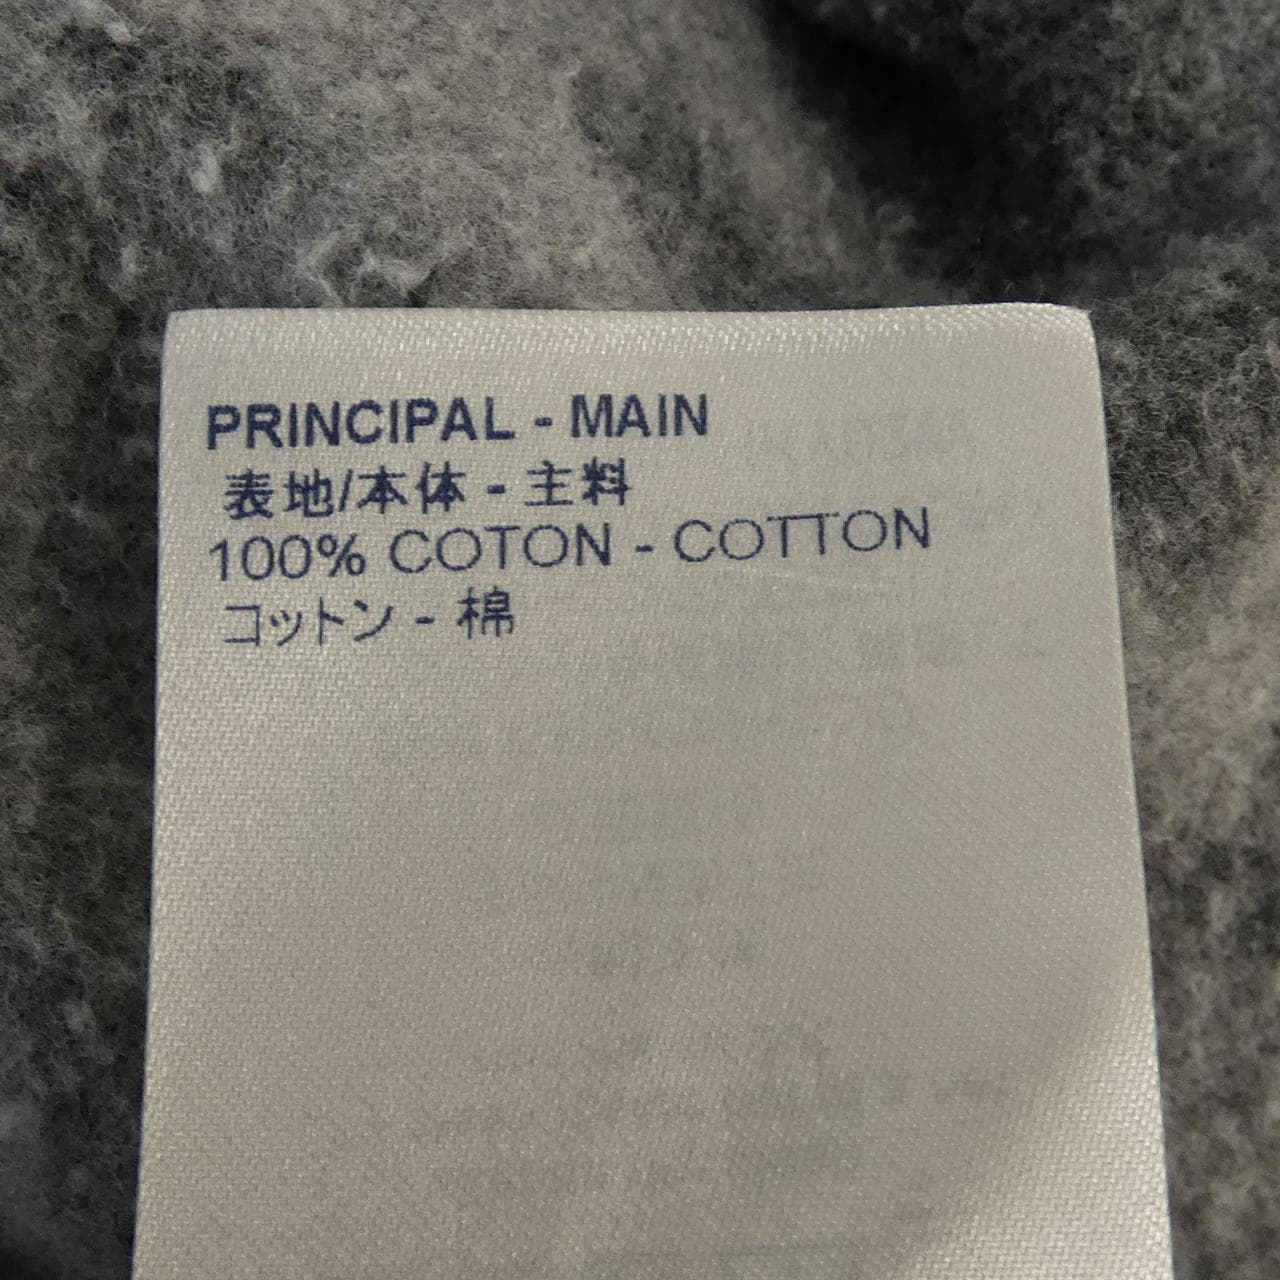 PRINCIPAL - MAIN
表地/本体 - 主料
100% COTON - COTTON
コットン - 棉